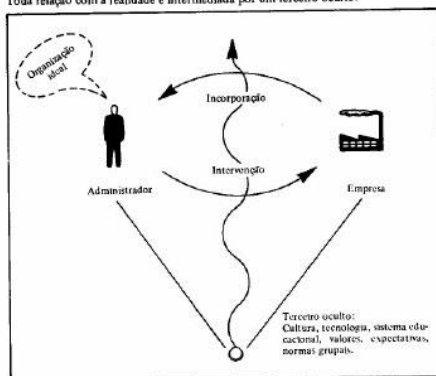 Toda relação com a realidade é intermediada por um terceiro oculto.
Organização
ideal
Incorporação
Intervenção
Administrador
Empresa
Terceiro oculto:
Cultura, tecnologia, sistema edu-
cacional, valores, expectativas,
normas grupais.